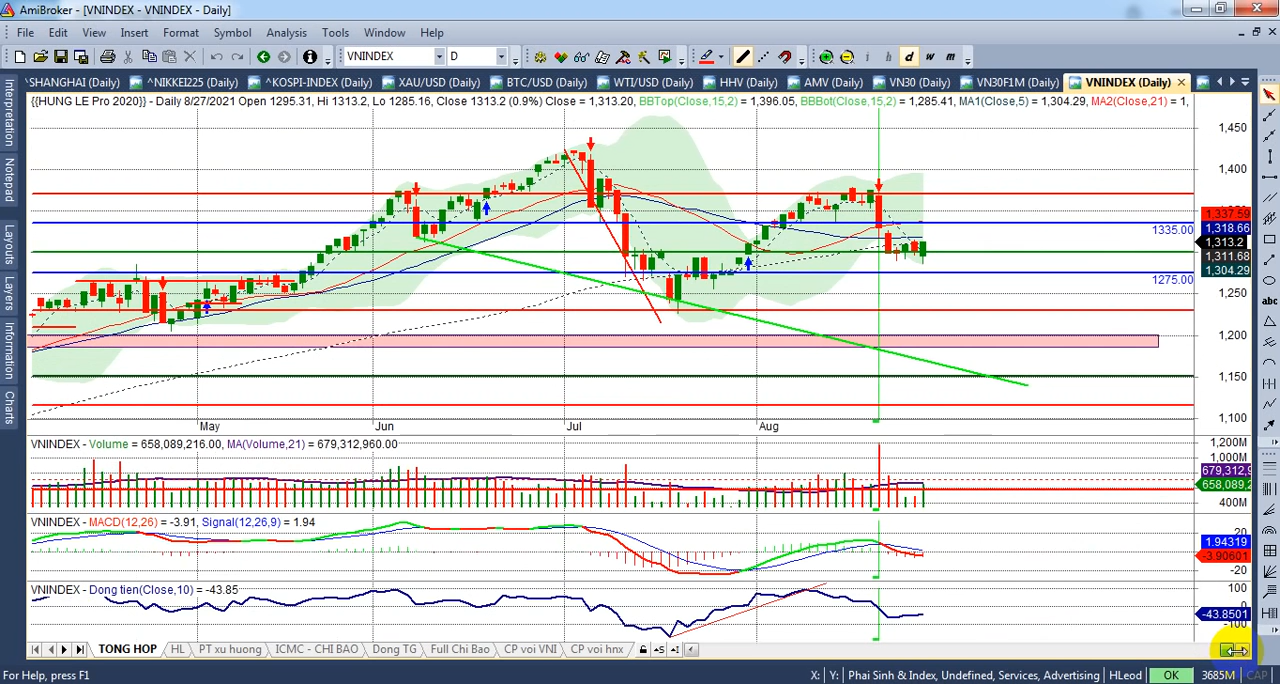 AmiBroker - [VNINDEX - VNINDEX - Daily]
File Edit View Insert Format Symbol Analysis Tools Window Help
VNINDEX D i h d w m
^SHANGHAI (Daily) ^NIKKEI225 (Daily) ^KOSPI-INDEX (Daily) XAU/USD (Daily) BTC/USD (Daily) WTI/USD (Daily) HHV (Daily) AMV (Daily) VN30 (Daily) VN30F1M (Daily) VNINDEX (Daily)
Interpretation
Notepad
Layouts
Layers
Information
Charts
{{HUNG LE Pro 2020}} - Daily 8/27/2021 Open 1295.31, Hi 1313.2, Lo 1285.16, Close 1313.2 (0.9%) Close = 1,313.20, BBTop(Close,15,2) = 1,396.05, BBBot(Close,15,2) = 1,285.41, MA1(Close,5) = 1,304.29, MA2(Close,21) = 1,
1,450
1,400
1,337.59
1335.00 1,318.66
1,313.2
1,311.68
1,304.29
1275.00
1,250
1,200
1,150
1,100
May Jun Jul Aug
abc
VNINDEX - Volume = 658,089,216.00, MA(Volume,21) = 679,312,960.00
1,200M
1,000M
679,312,9
658,089,2
400M
VNINDEX - MACD(12,26) = -3.91, Signal(12,26,9) = 1.94
20
1.94319
-3.90601
-20
VNINDEX - Dong tien(Close,10) = -43.85
100
0
-43.8501
-100
TONG HOP HL PT xu huong ICMC - CHI BAO Dong TG Full Chi Bao CP voi VNI CP voi hnx
For Help, press F1 X: Y: Phai Sinh & Index, Undefined, Services, Advertising HLeod OK 3685M CAP